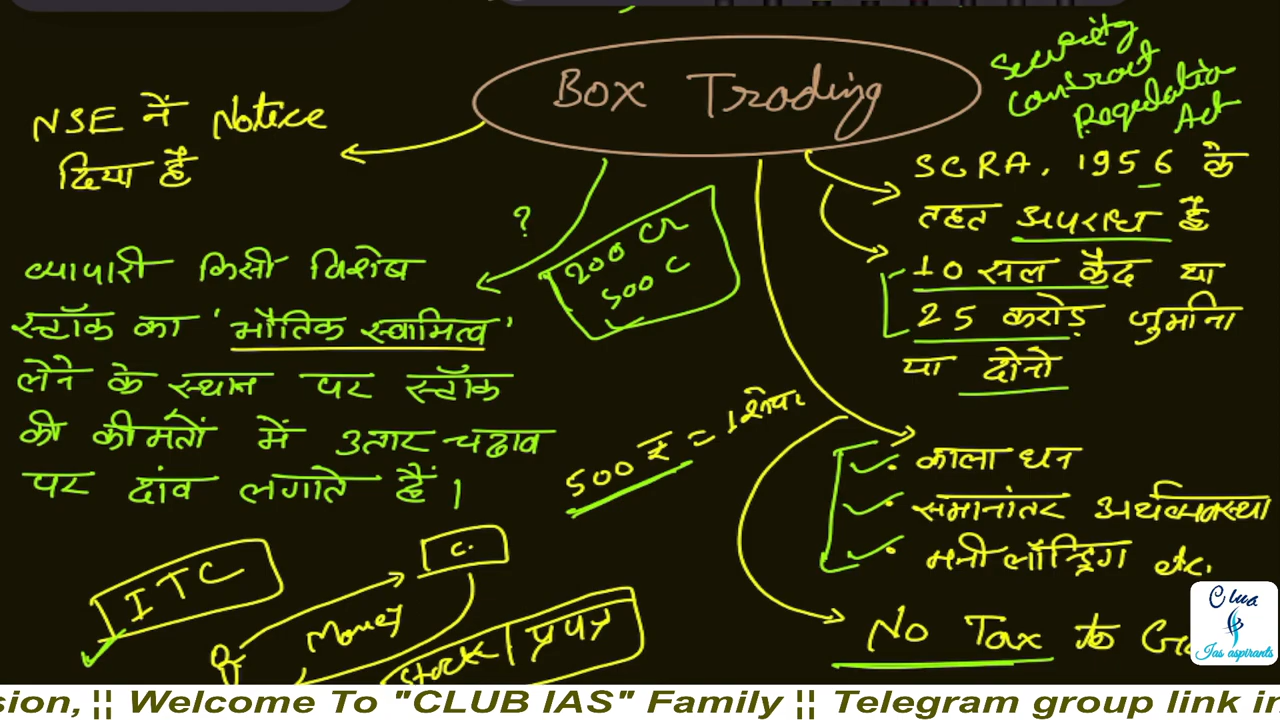 Box Trading
Security
Contract
Regulation
Act
NSE में Notice
दिया है
SCRA, 1956 के
तहत अपराध है
10 साल कैद या
25 करोड़ जुर्माना
या दोनो
?
200 Cr
500 C
व्यापारी किसी विशेष
स्टॉक का 'भौतिक स्वामित्व'
लेने के स्थान पर स्टॉक
की कीमतों में उतार चढाव
पर दांव लगाते हैं।
500 ₹ = 1 शेयर
काला धन
समानांतर अर्थव्यवस्था
मनी लॉन्ड्रिंग etc.
No Tax to
ITC
C.
Money
Stock | प्रपत्र
Club
Ias aspirants
sion, || Welcome To "CLUB IAS" Family || Telegram group link in